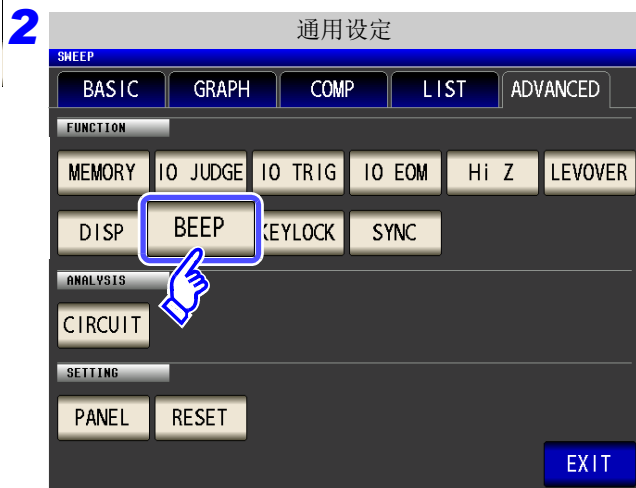 2
通用设定
SWEEP
BASIC GRAPH COMP LIST ADVANCED
FUNCTION
MEMORY IO JUDGE IO TRIG IO EOM Hi Z LEVOVER
DISP BEEP KEYLOCK SYNC
ANALYSIS
CIRCUIT
SETTING
PANEL RESET
EXIT